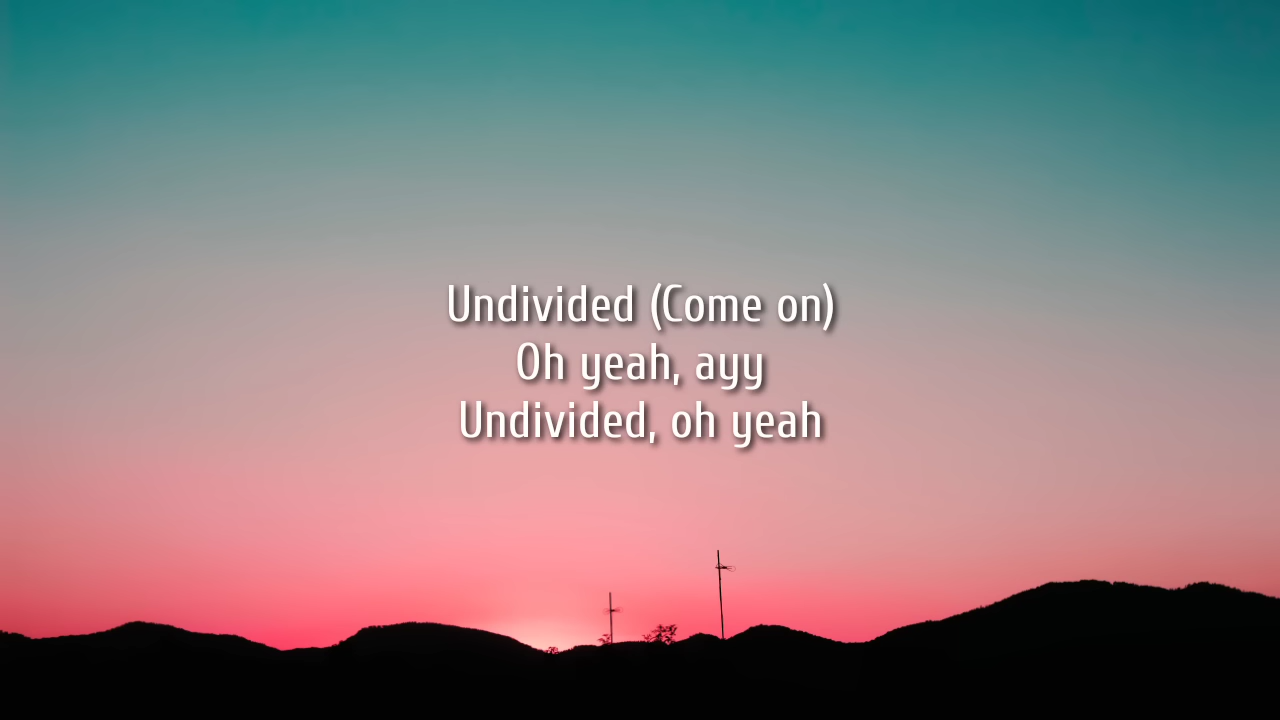 Undivided (Come on)
Oh yeah, ayy
Undivided, oh yeah